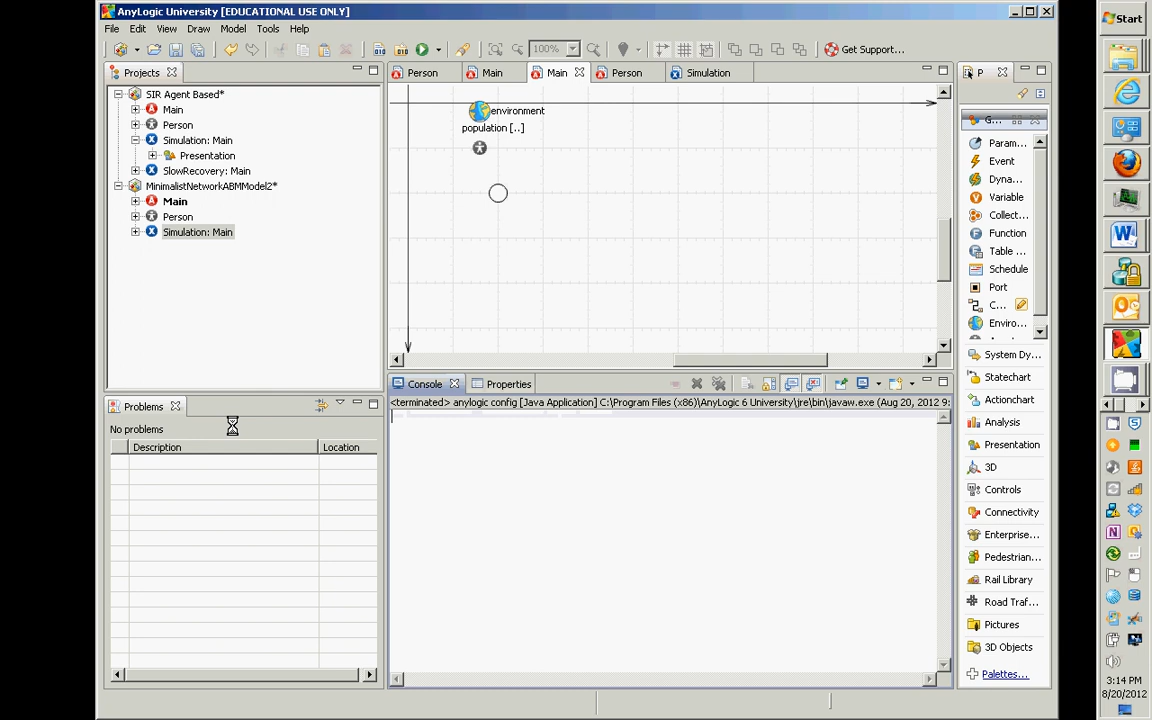 AnyLogic University [EDUCATIONAL USE ONLY]
Start
File Edit View Draw Model Tools Help
100% Get Support...
Projects
Person Main Main Person Simulation P
SIR Agent Based*
Main
Person
Simulation: Main
Presentation
SlowRecovery: Main
MinimalistNetworkABMModel2*
Main
Person
Simulation: Main
environment
population [..]
G...
Param...
Event
Dyna...
Variable
Collect...
Function
Table ...
Schedule
Port
C...
Enviro...
System Dy...
Statechart
Actionchart
Analysis
Presentation
3D
Controls
Connectivity
Enterprise...
Pedestrian...
Rail Library
Road Traf...
Pictures
3D Objects
Palettes...
Console Properties
<terminated> anylogic config [Java Application] C:\Program Files (x86)\AnyLogic 6 University\jre\bin\javaw.exe (Aug 20, 2012 9:
Problems
No problems
Description Location
3:14 PM
8/20/2012